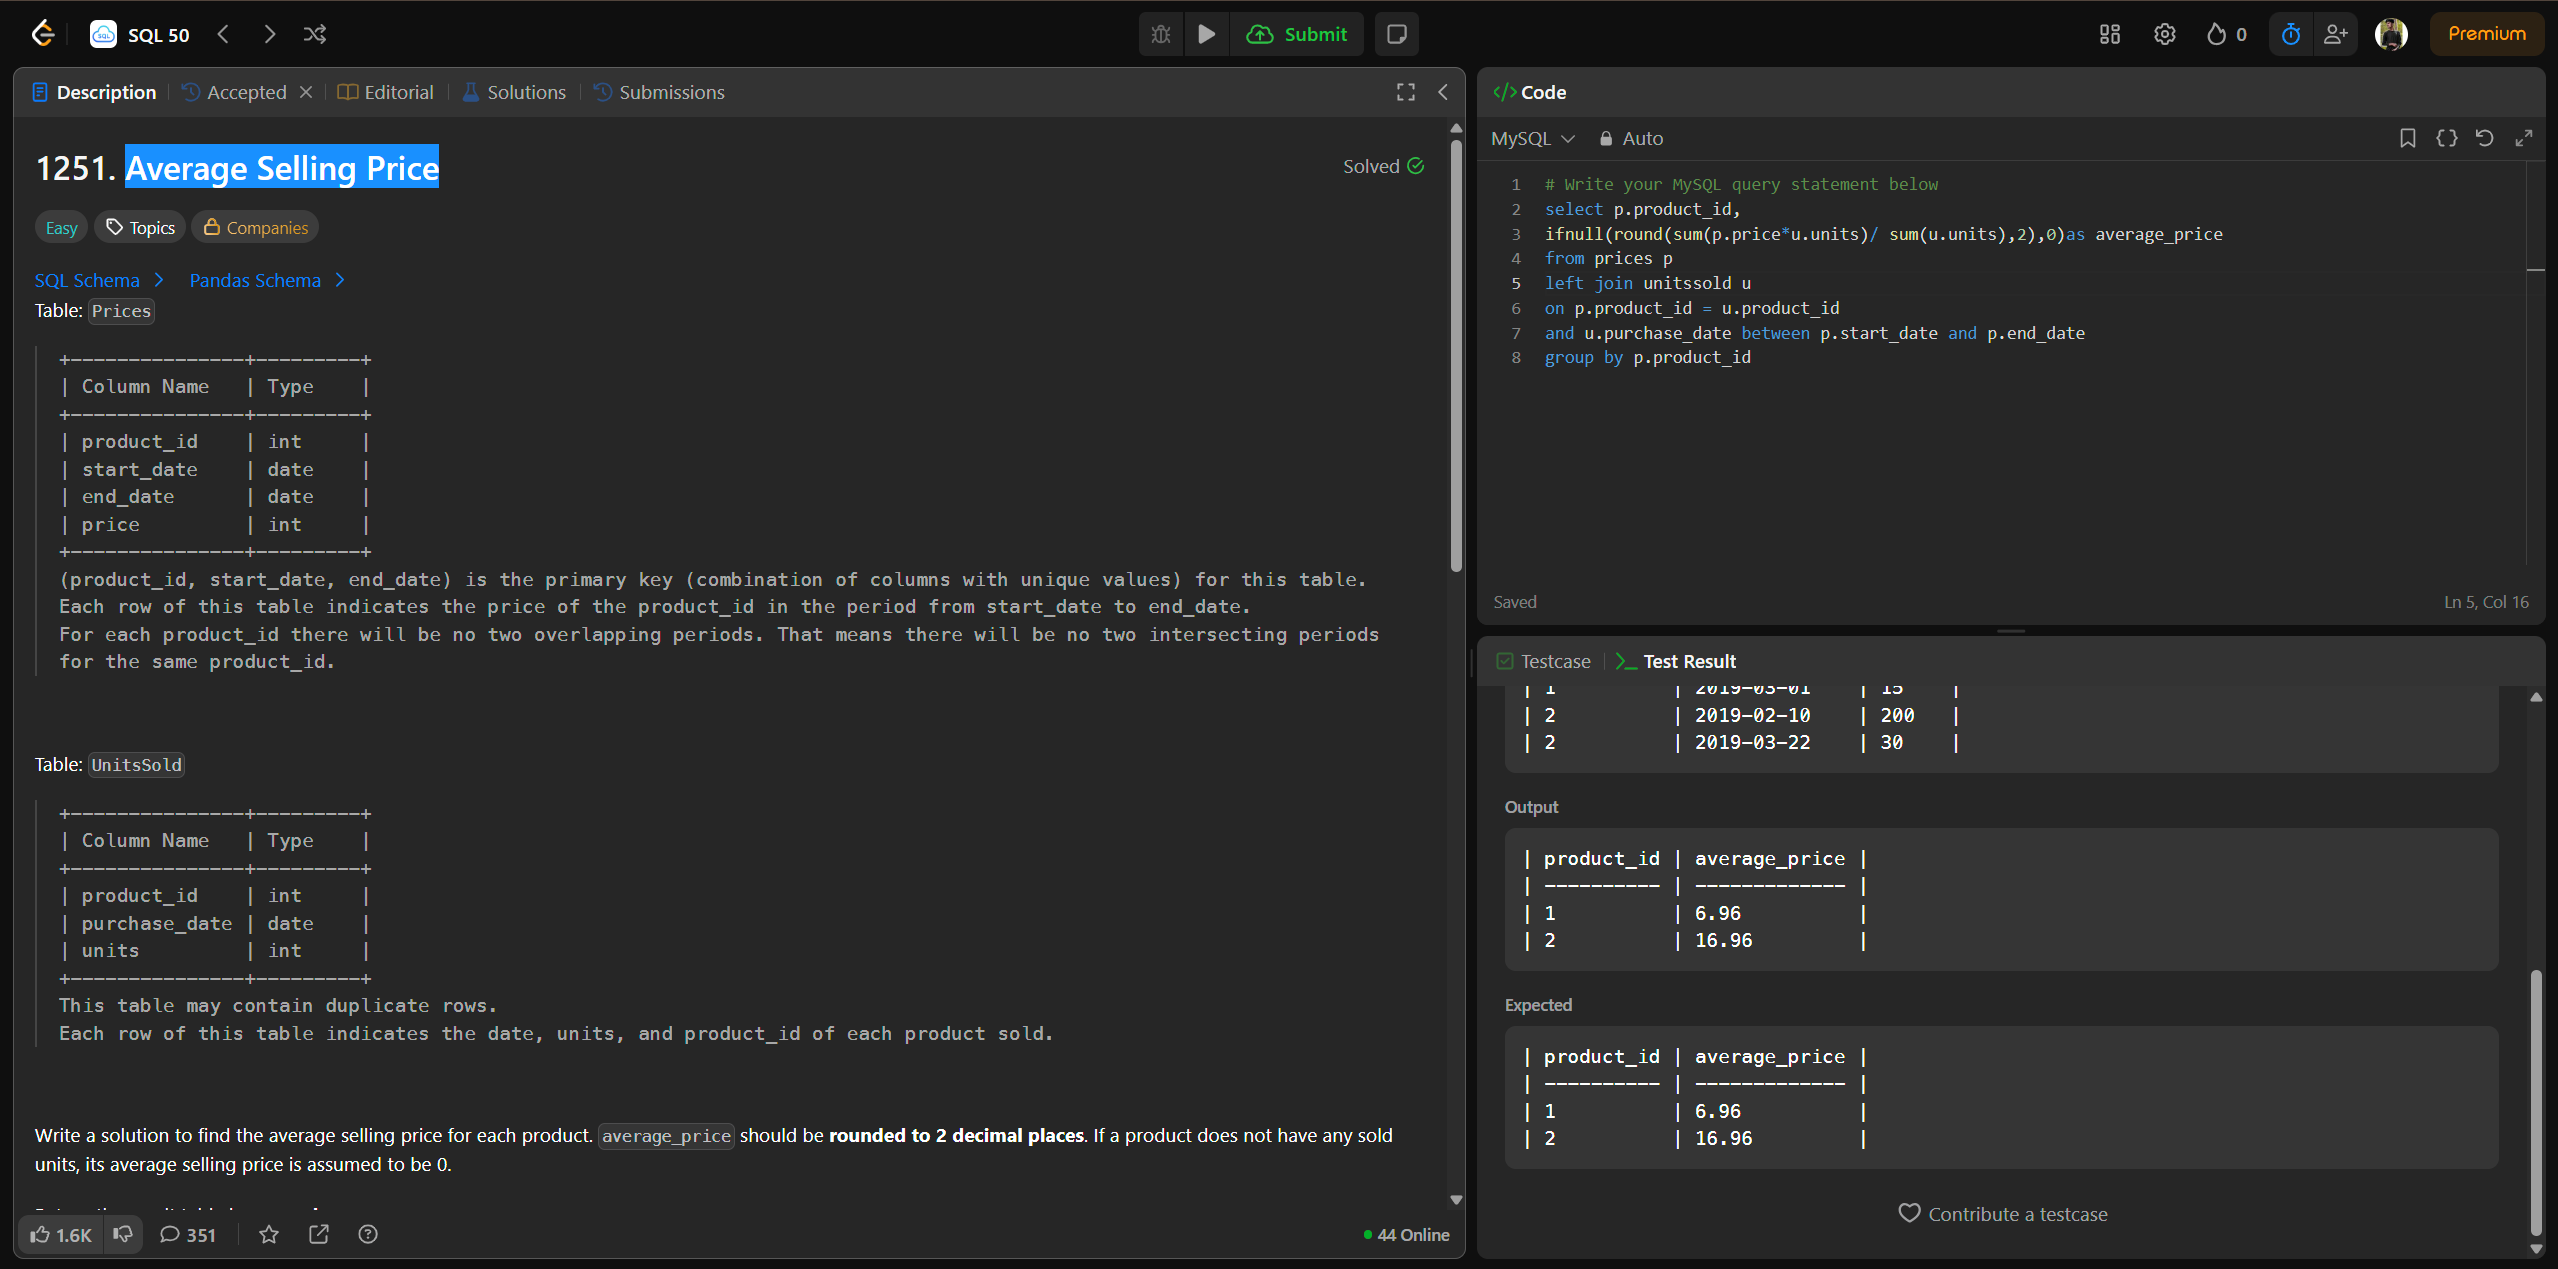 SQL 50
Submit
0
Premium
Description
Accepted
Editorial
Solutions
Submissions
1251. Average Selling Price
Solved
Easy
Topics
Companies
SQL Schema
Pandas Schema
Table: Prices
+---------------+---------+
| Column Name   | Type    |
+---------------+---------+
| product_id    | int     |
| start_date    | date    |
| end_date      | date    |
| price         | int     |
+---------------+---------+
(product_id, start_date, end_date) is the primary key (combination of columns with unique values) for this table.
Each row of this table indicates the price of the product_id in the period from start_date to end_date.
For each product_id there will be no two overlapping periods. That means there will be no two intersecting periods
for the same product_id.
Table: UnitsSold
+---------------+---------+
| Column Name   | Type    |
+---------------+---------+
| product_id    | int     |
| purchase_date | date    |
| units         | int     |
+---------------+---------+
This table may contain duplicate rows.
Each row of this table indicates the date, units, and product_id of each product sold.
Write a solution to find the average selling price for each product. average_price should be rounded to 2 decimal places. If a product does not have any sold
units, its average selling price is assumed to be 0.
1.6K
351
44 Online
Code
MySQL
Auto
1 # Write your MySQL query statement below
2 select p.product_id,
3 ifnull(round(sum(p.price*u.units)/ sum(u.units),2),0)as average_price
4 from prices p
5 left join unitssold u
6 on p.product_id = u.product_id
7 and u.purchase_date between p.start_date and p.end_date
8 group by p.product_id
Saved
Ln 5, Col 16
Testcase
Test Result
| 1          | 2019-03-01    | 15    |
| 2          | 2019-02-10    | 200   |
| 2          | 2019-03-22    | 30    |
Output
| product_id | average_price |
| ---------- | ------------- |
| 1          | 6.96          |
| 2          | 16.96         |
Expected
| product_id | average_price |
| ---------- | ------------- |
| 1          | 6.96          |
| 2          | 16.96         |
Contribute a testcase